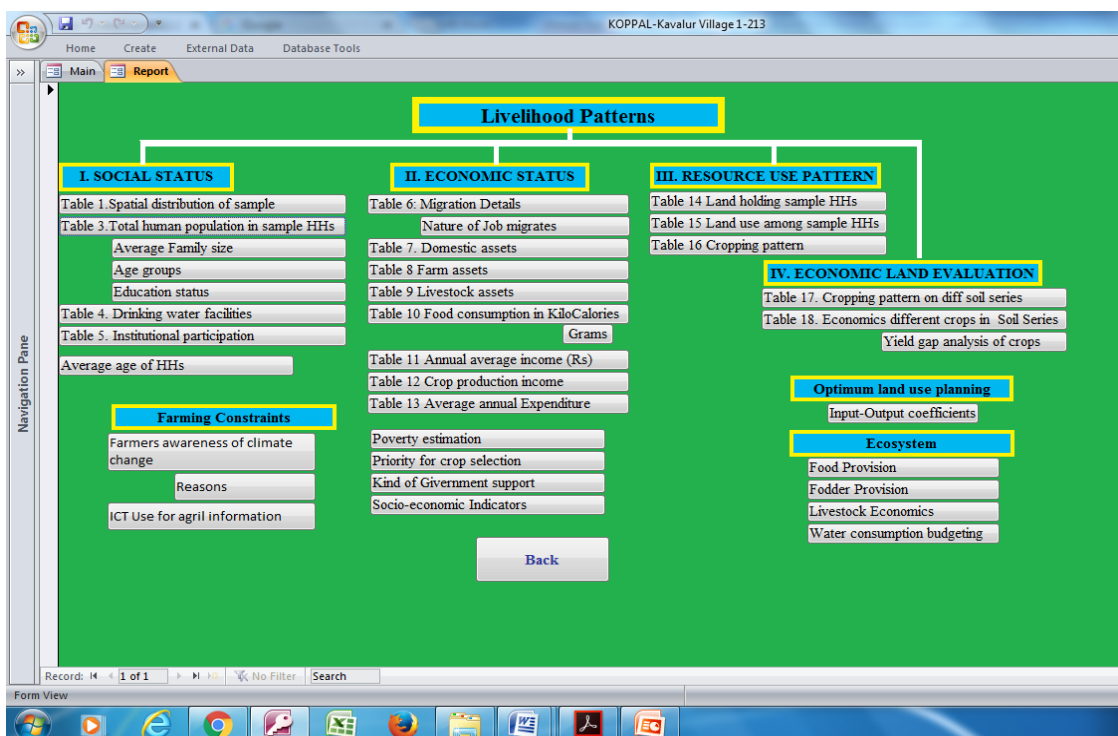 KOPPAL-Kavalur Village 1-213
Home Create External Data Database Tools
Main Report
Navigation Pane
Livelihood Patterns
I. SOCIAL STATUS
Table 1.Spatial distribution of sample
Table 3.Total human population in sample HHs
Average Family size
Age groups
Education status
Table 4. Drinking water facilities
Table 5. Institutional participation
Average age of HHs
Farming Constraints
Farmers awareness of climate
change
Reasons
ICT Use for agril information
II. ECONOMIC STATUS
Table 6: Migration Details
Nature of Job migrates
Table 7. Domestic assets
Table 8 Farm assets
Table 9 Livestock assets
Table 10 Food consumption in KiloCalories
Grams
Table 11 Annual average income (Rs)
Table 12 Crop production income
Table 13 Average annual Expenditure
Poverty estimation
Priority for crop selection
Kind of Givernment support
Socio-economic Indicators
Back
III. RESOURCE USE PATTERN
Table 14 Land holding sample HHs
Table 15 Land use among sample HHs
Table 16 Cropping pattern
IV. ECONOMIC LAND EVALUATION
Table 17. Cropping pattern on diff soil series
Table 18. Economics different crops in Soil Series
Yield gap analysis of crops
Optimum land use planning
Input-Output coefficients
Ecosystem
Food Provision
Fodder Provision
Livestock Economics
Water consumption budgeting
Record: 1 of 1 No Filter Search
Form View